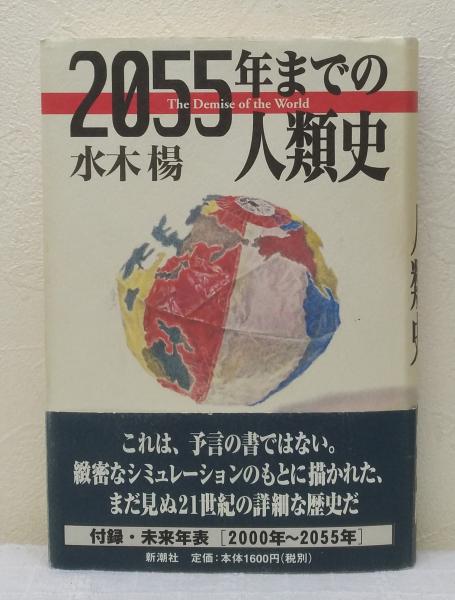 2055年までの
The Demise of the World
人類史
水木楊
これは、予言の書ではない。
緻密なシミュレーションのもとに描かれた、
まだ見ぬ21世紀の詳細な歴史だ
付録・未来年表［2000年〜2055年］
新潮社 定価：本体1600円（税別）
人類史